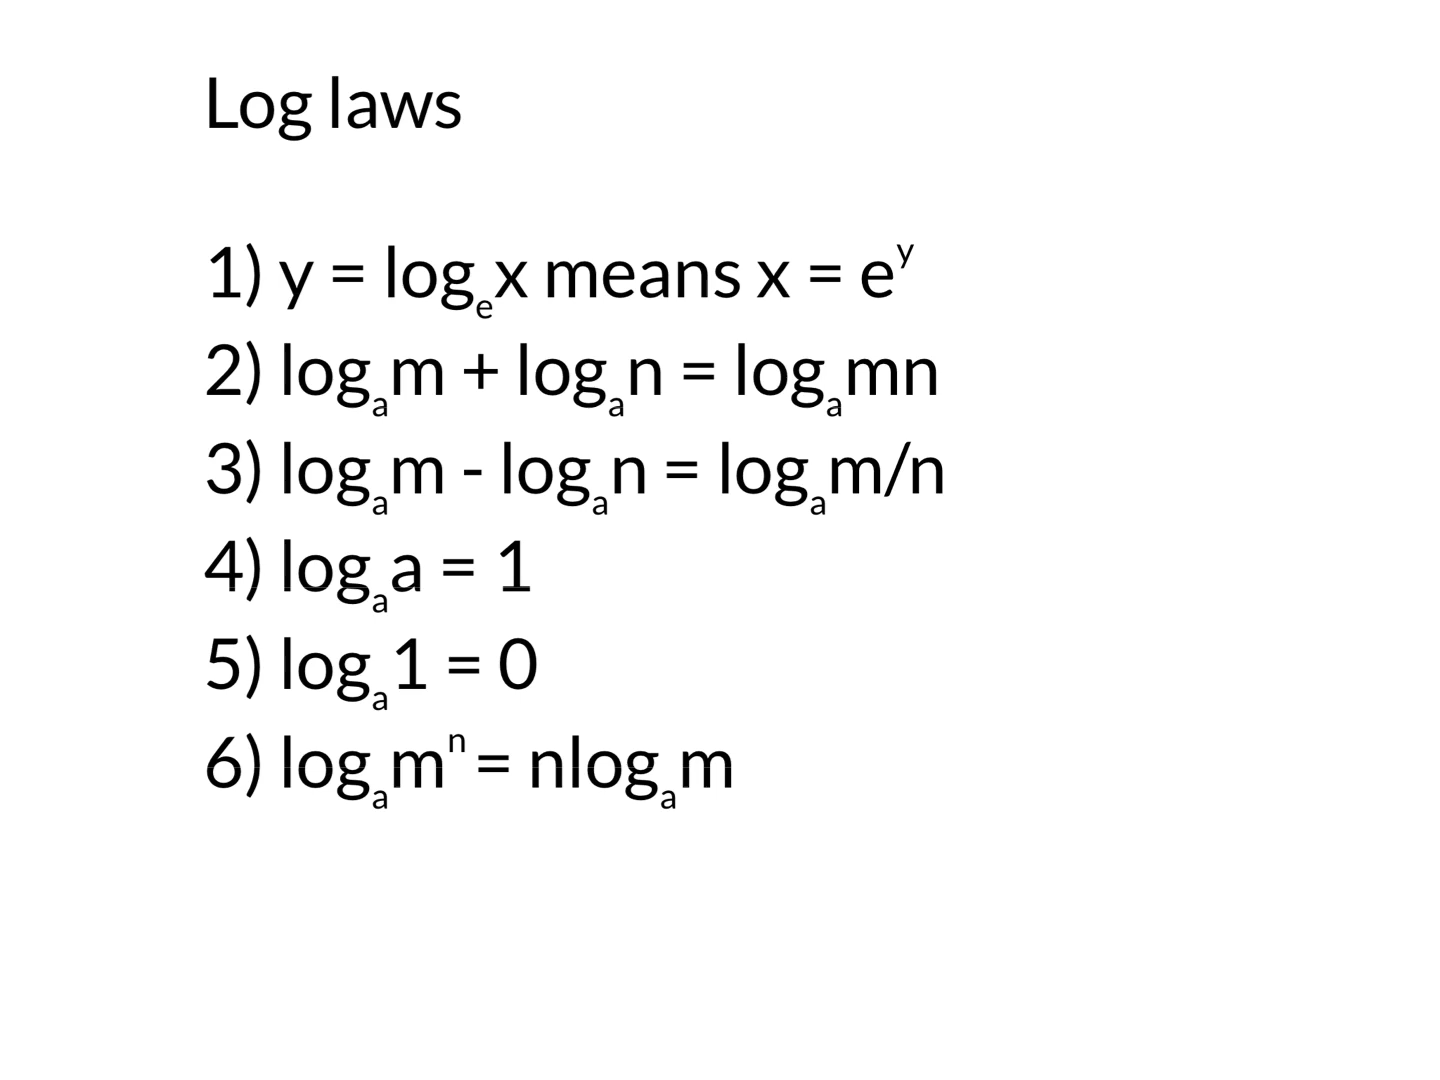 Log laws
1) y = logₑx means x = eʸ
2) logₐm + logₐn = logₐmn
3) logₐm - logₐn = logₐm/n
4) logₐa = 1
5) logₐ1 = 0
6) logₐmⁿ = nlogₐm